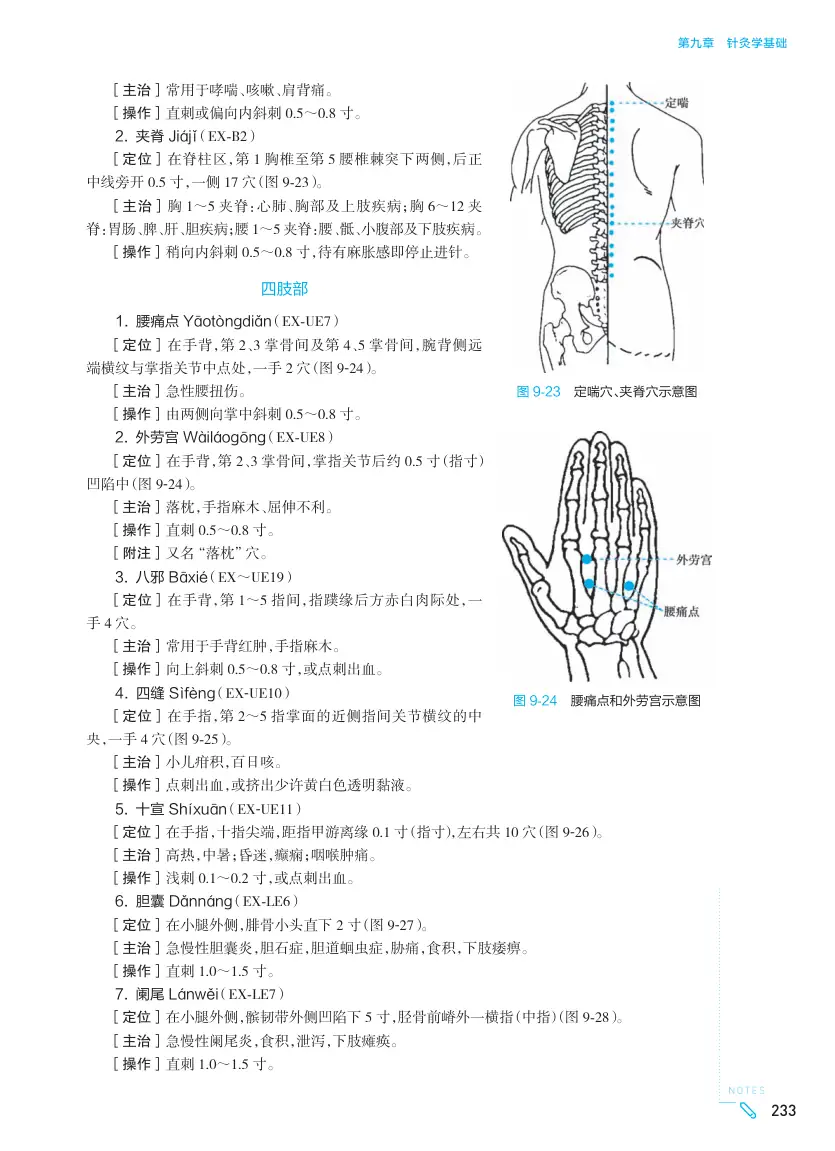 第九章 针灸学基础
［主治］常用于哮喘、咳嗽、肩背痛。
［操作］直刺或偏向内斜刺 0.5～0.8 寸。
2. 夹脊 Jiájǐ（EX-B2）
［定位］在脊柱区，第 1 胸椎至第 5 腰椎棘突下两侧，后正
中线旁开 0.5 寸，一侧 17 穴（图 9-23）。
［主治］胸 1～5 夹脊：心肺、胸部及上肢疾病；胸 6～12 夹
脊：胃肠、脾、肝、胆疾病；腰 1～5 夹脊：腰、骶、小腹部及下肢疾病。
［操作］稍向内斜刺 0.5～0.8 寸，待有麻胀感即停止进针。
四肢部
1. 腰痛点 Yāotòngdiǎn（EX-UE7）
［定位］在手背，第 2、3 掌骨间及第 4、5 掌骨间，腕背侧远
端横纹与掌指关节中点处，一手 2 穴（图 9-24）。
［主治］急性腰扭伤。
［操作］由两侧向掌中斜刺 0.5～0.8 寸。
2. 外劳宫 Wàiláogōng（EX-UE8）
［定位］在手背，第 2、3 掌骨间，掌指关节后约 0.5 寸（指寸）
凹陷中（图 9-24）。
［主治］落枕，手指麻木、屈伸不利。
［操作］直刺 0.5～0.8 寸。
［附注］又名“落枕”穴。
3. 八邪 Bāxié（EX～UE19）
［定位］在手背，第 1～5 指间，指蹼缘后方赤白肉际处，一
手 4 穴。
［主治］常用于手背红肿，手指麻木。
［操作］向上斜刺 0.5～0.8 寸，或点刺出血。
4. 四缝 Sìfèng（EX-UE10）
［定位］在手指，第 2～5 指掌面的近侧指间关节横纹的中
央，一手 4 穴（图 9-25）。
［主治］小儿疳积，百日咳。
［操作］点刺出血，或挤出少许黄白色透明黏液。
5. 十宣 Shíxuān（EX-UE11）
［定位］在手指，十指尖端，距指甲游离缘 0.1 寸（指寸），左右共 10 穴（图 9-26）。
［主治］高热，中暑；昏迷，癫痫；咽喉肿痛。
［操作］浅刺 0.1～0.2 寸，或点刺出血。
6. 胆囊 Dǎnnáng（EX-LE6）
［定位］在小腿外侧，腓骨小头直下 2 寸（图 9-27）。
［主治］急慢性胆囊炎，胆石症，胆道蛔虫症，胁痛，食积，下肢痿痹。
［操作］直刺 1.0～1.5 寸。
7. 阑尾 Lánwěi（EX-LE7）
［定位］在小腿外侧，髌韧带外侧凹陷下 5 寸，胫骨前嵴外一横指（中指）（图 9-28）。
［主治］急慢性阑尾炎，食积，泄泻，下肢瘫痪。
［操作］直刺 1.0～1.5 寸。
定喘
夹脊穴
图 9-23 定喘穴、夹脊穴示意图
外劳宫
腰痛点
图 9-24 腰痛点和外劳宫示意图
NOTES
233